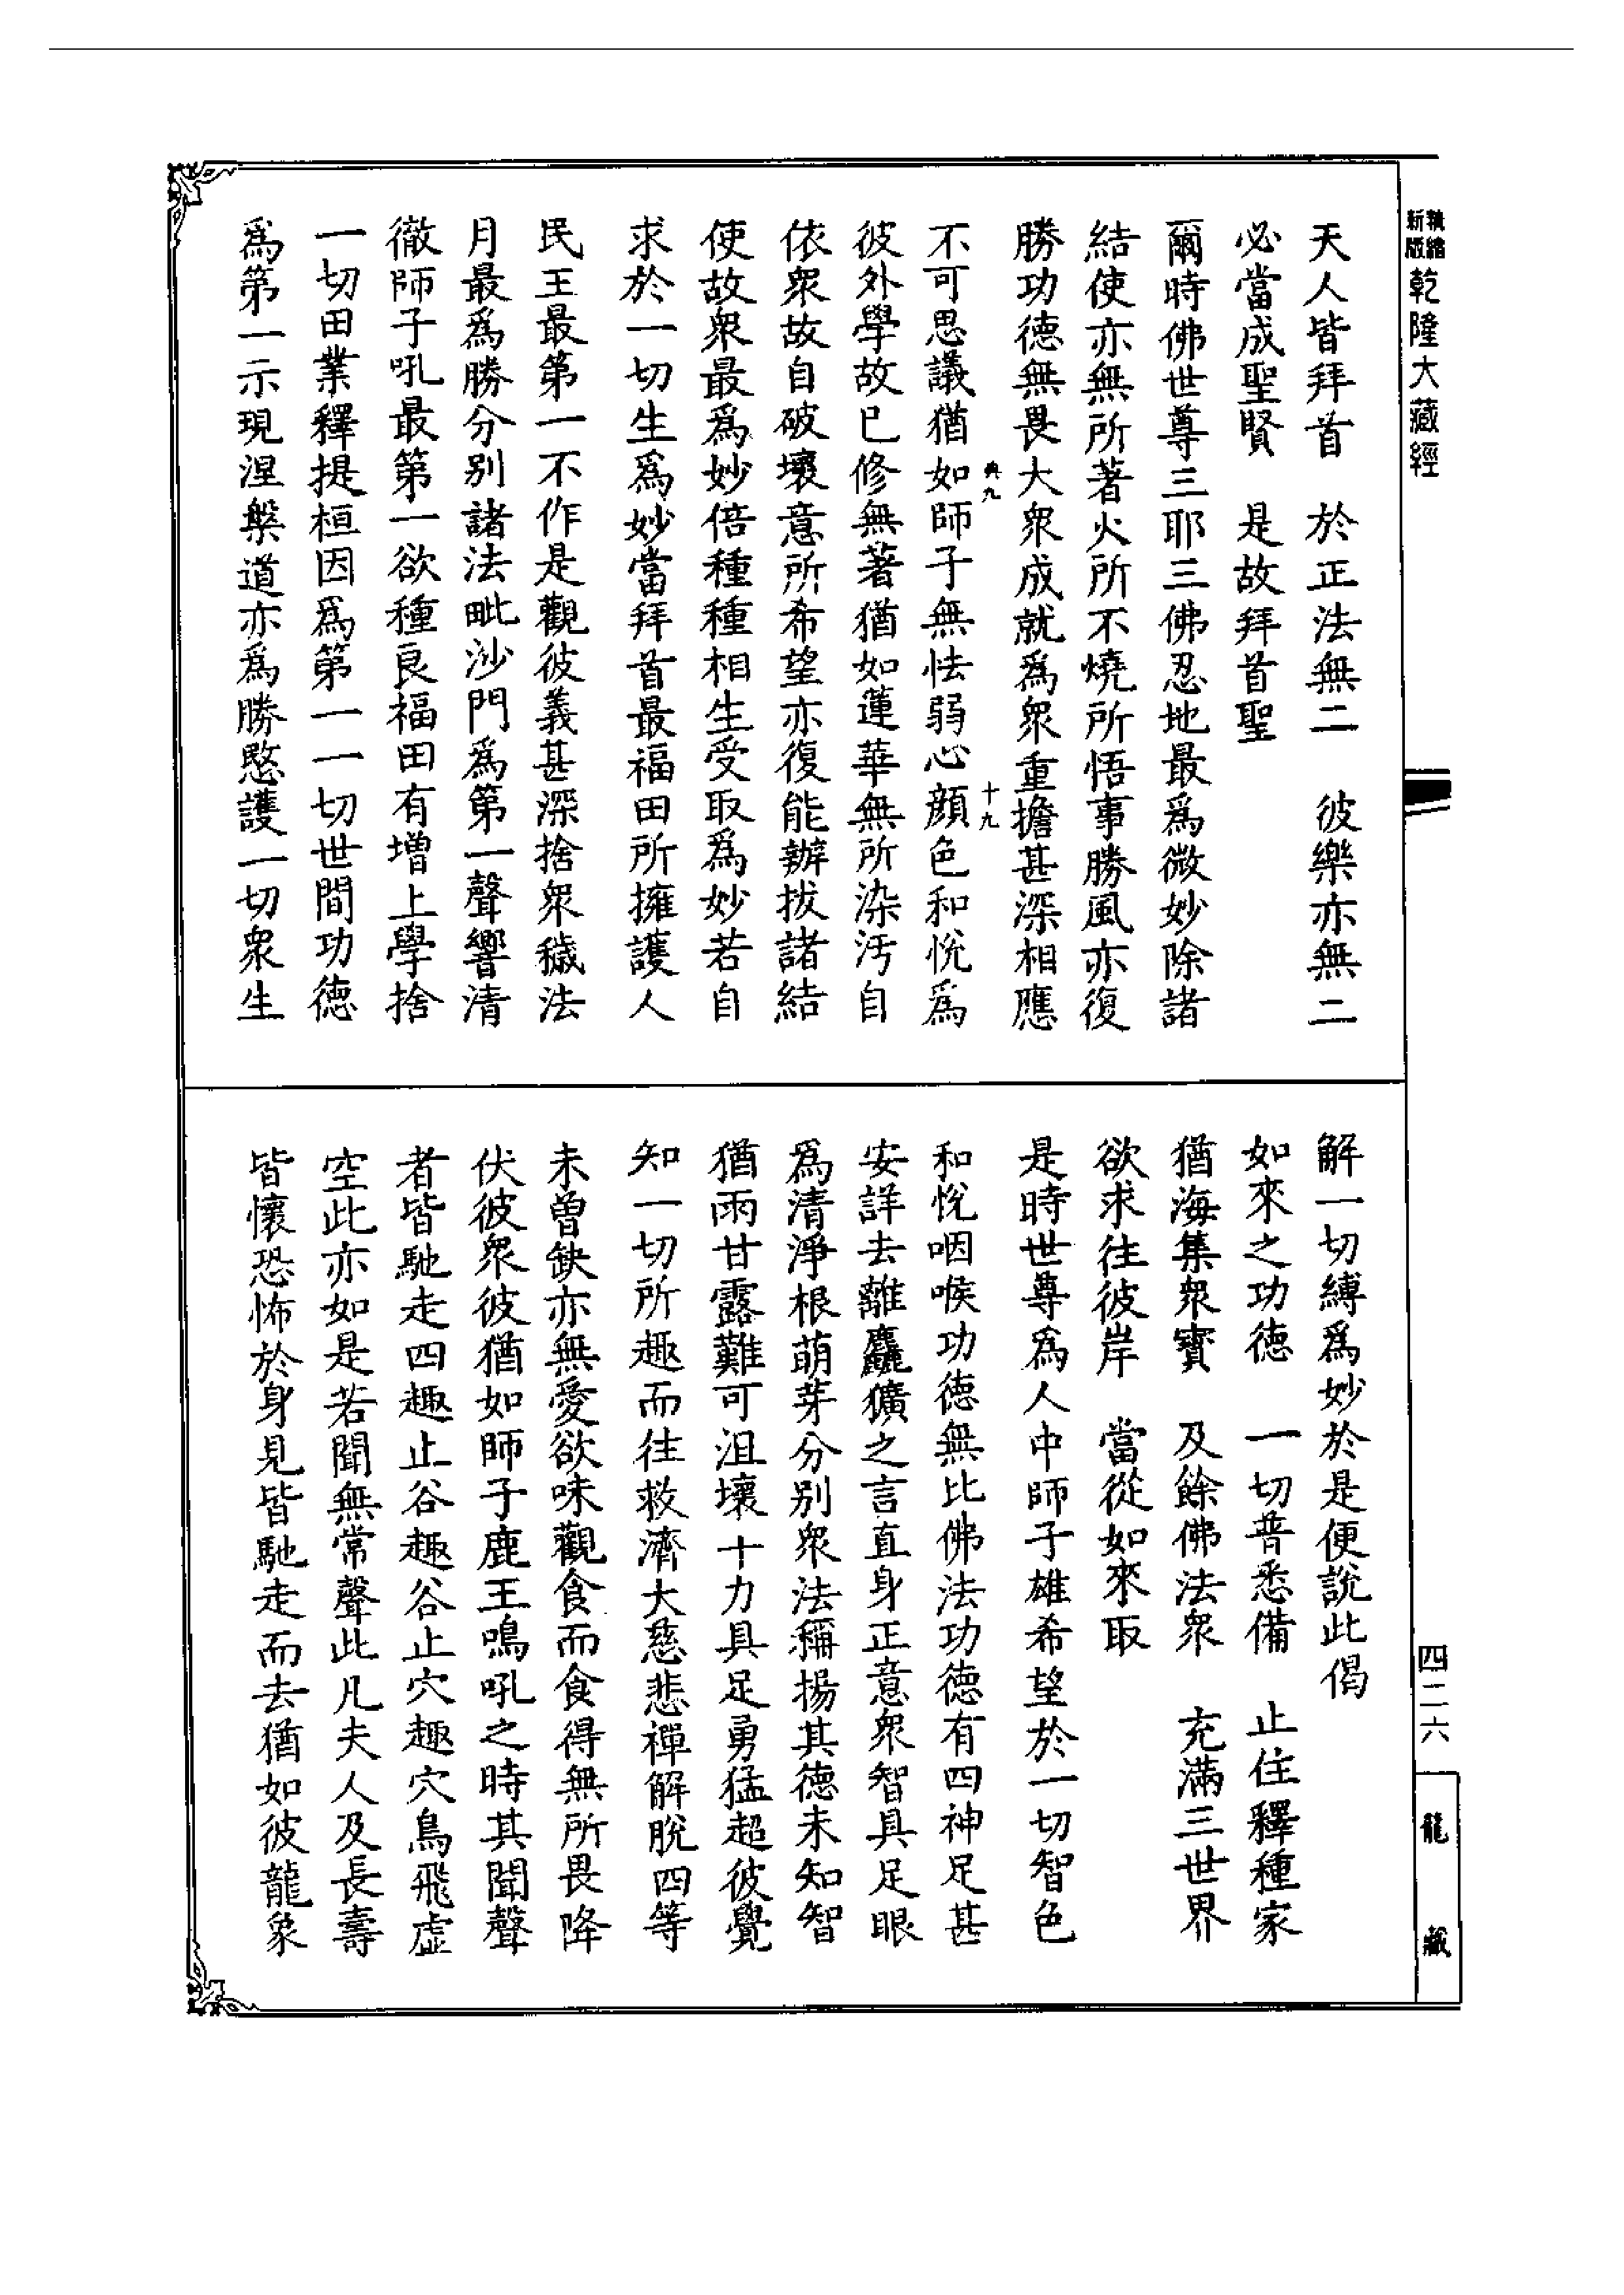 新版精縮乾隆大藏經
天人皆拜首　於正法無二　彼樂亦無二
必當成聖賢　是故拜首聖
爾時佛世尊三耶三佛忍地最爲微妙除諸
結使亦無所著火所不燒所悟事勝風亦復
勝功德無畏大衆成就爲衆重擔甚深相應
典九　十九
不可思議猶如師子無怯弱心顔色和悅爲
彼外學故已修無著猶如蓮華無所染汚自
依衆故自破壞意所希望亦復能辦拔諸結
使故衆最爲妙倍種種相生受取爲妙若自
求於一切生爲妙當拜首最福田所擁護人
民王最第一不作是觀彼義甚深捨衆穢法
月最爲勝分别諸法毗沙門爲第一聲響清
徹師子吼最第一欲種良福田有增上學捨
一切田業釋提桓因爲第一一切世間功德
爲第一示現涅槃道亦爲勝愍護一切衆生
解一切縛爲妙於是便說此偈
如來之功德　一切普悉備　止住釋種家
猶海集衆寶　及餘佛法衆　充滿三世界
欲求往彼岸　當從如來取
是時世尊爲人中師子雄希望於一切智色
和悅咽喉功德無比佛法功德有四神足甚
安詳去離麤獷之言直身正意衆智具足眼
爲清淨根萌芽分别衆法稱揚其德未知智
猶雨甘露難可沮壞十力具足勇猛超彼覺
知一切所趣而往救濟大慈悲禪解脫四等
未曾缺亦無愛欲味觀食而食得無所畏降
伏彼衆彼猶如師子鹿王鳴吼之時其聞聲
者皆馳走四趣止谷趣谷止穴趣穴鳥飛虛
空此亦如是若聞無常聲此凡夫人及長壽
皆懷恐怖於身見皆馳走而去猶如彼龍象
四二六
龍藏